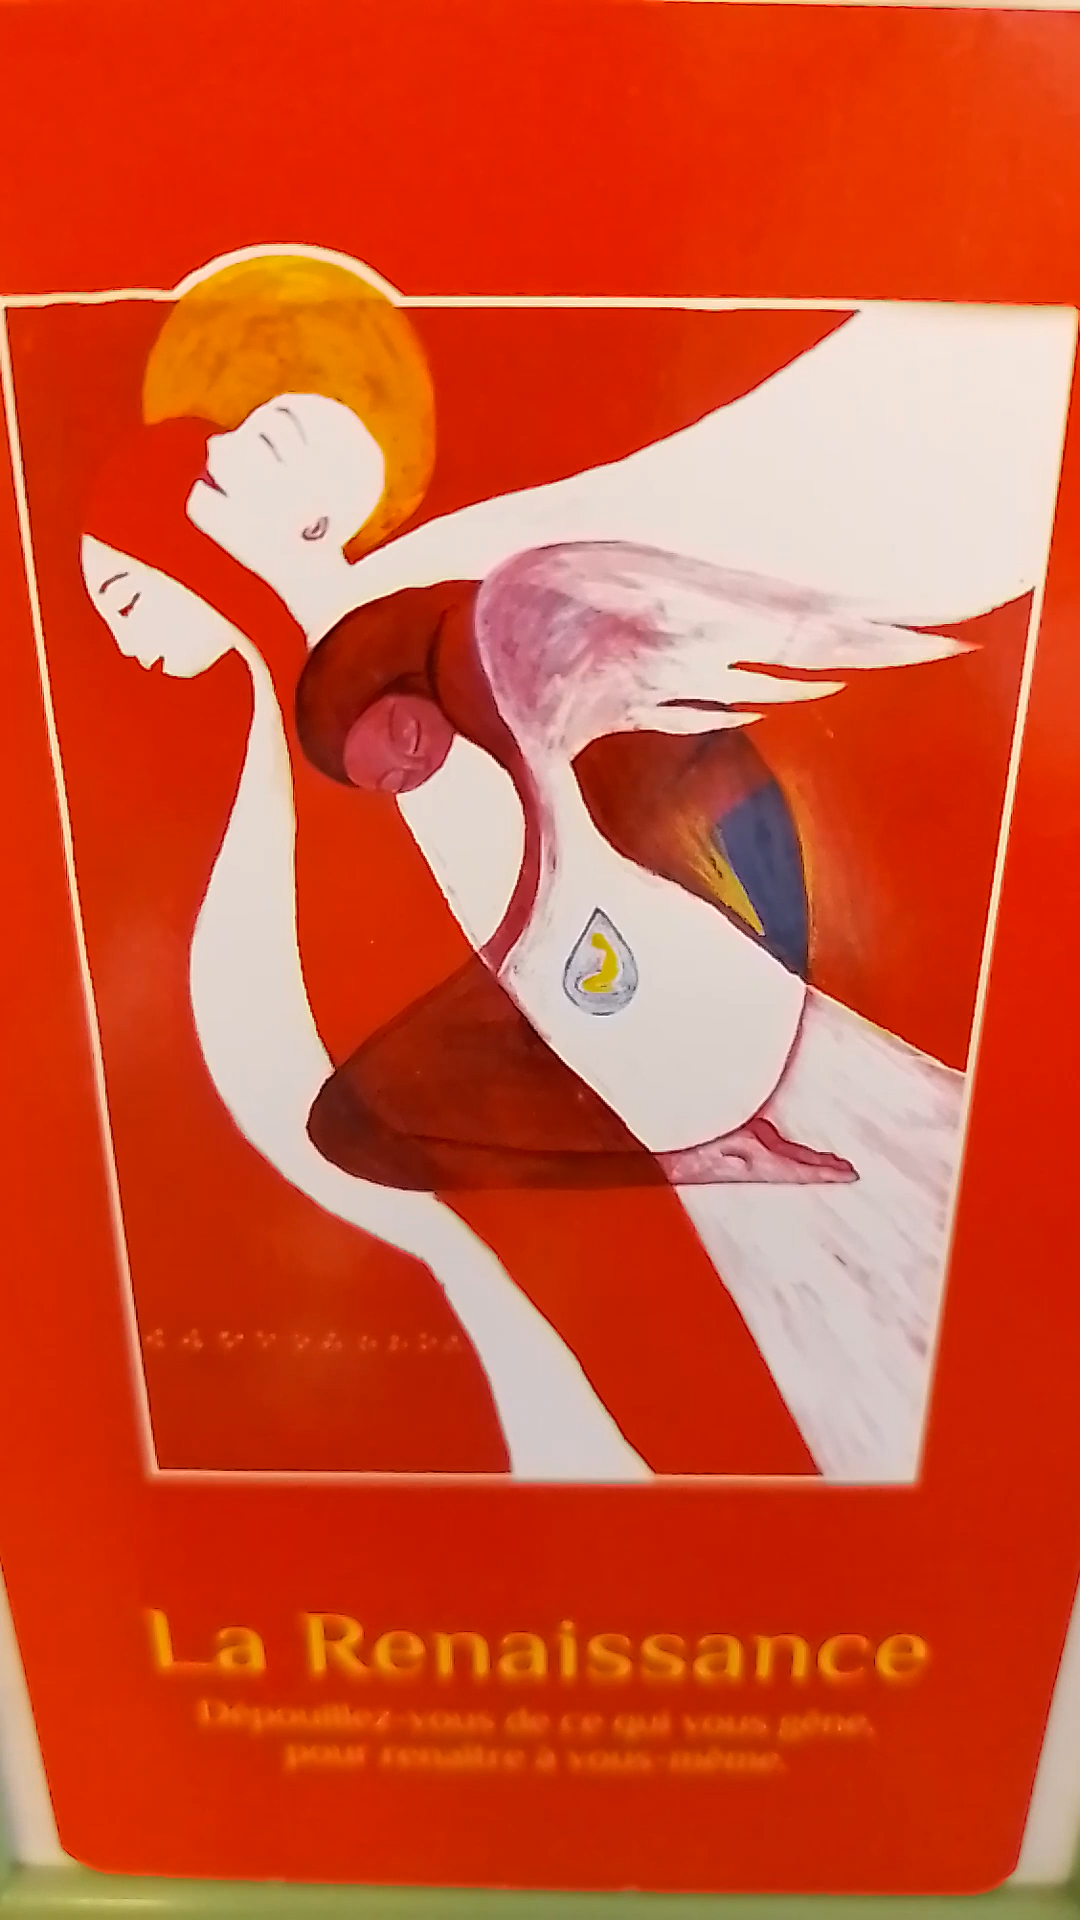 La Renaissance
Dépouillez-vous de ce qui vous gêne,
pour renaître à vous-même.